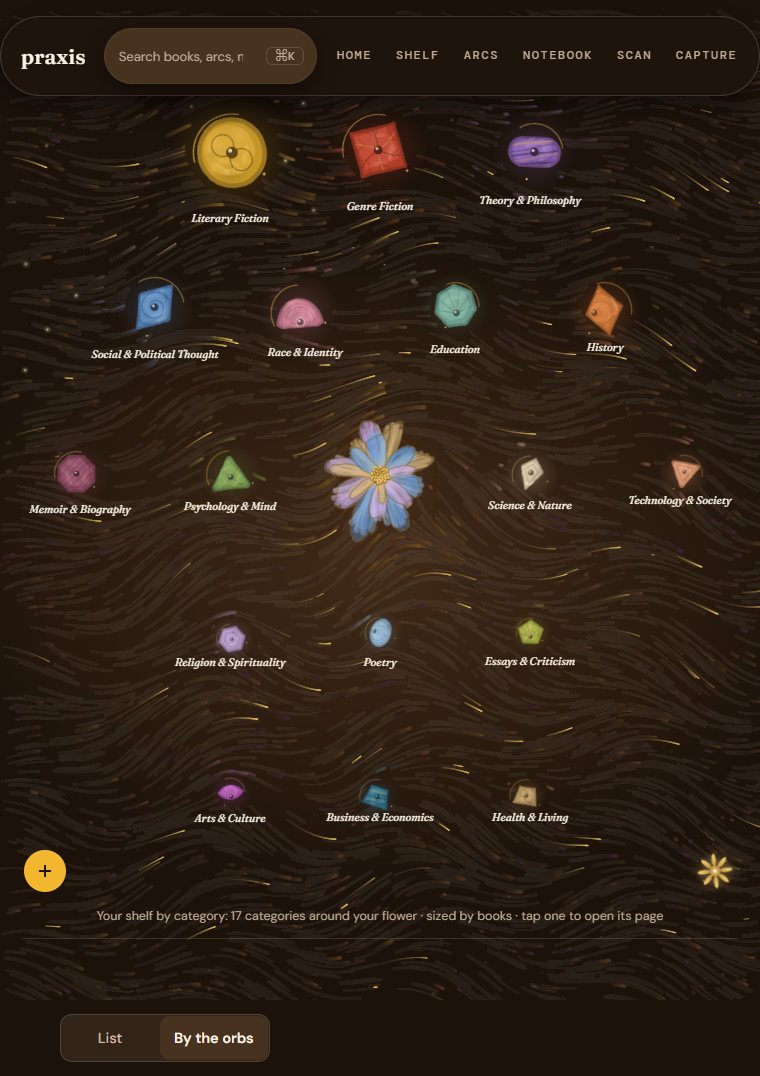 praxis
Search books, arcs, n
⌘K
HOME
SHELF
ARCS
NOTEBOOK
SCAN
CAPTURE
Literary Fiction
Genre Fiction
Theory & Philosophy
Social & Political Thought
Race & Identity
Education
History
Memoir & Biography
Psychology & Mind
Science & Nature
Technology & Society
Religion & Spirituality
Poetry
Essays & Criticism
Arts & Culture
Business & Economics
Health & Living
+
Your shelf by category: 17 categories around your flower · sized by books · tap one to open its page
List
By the orbs